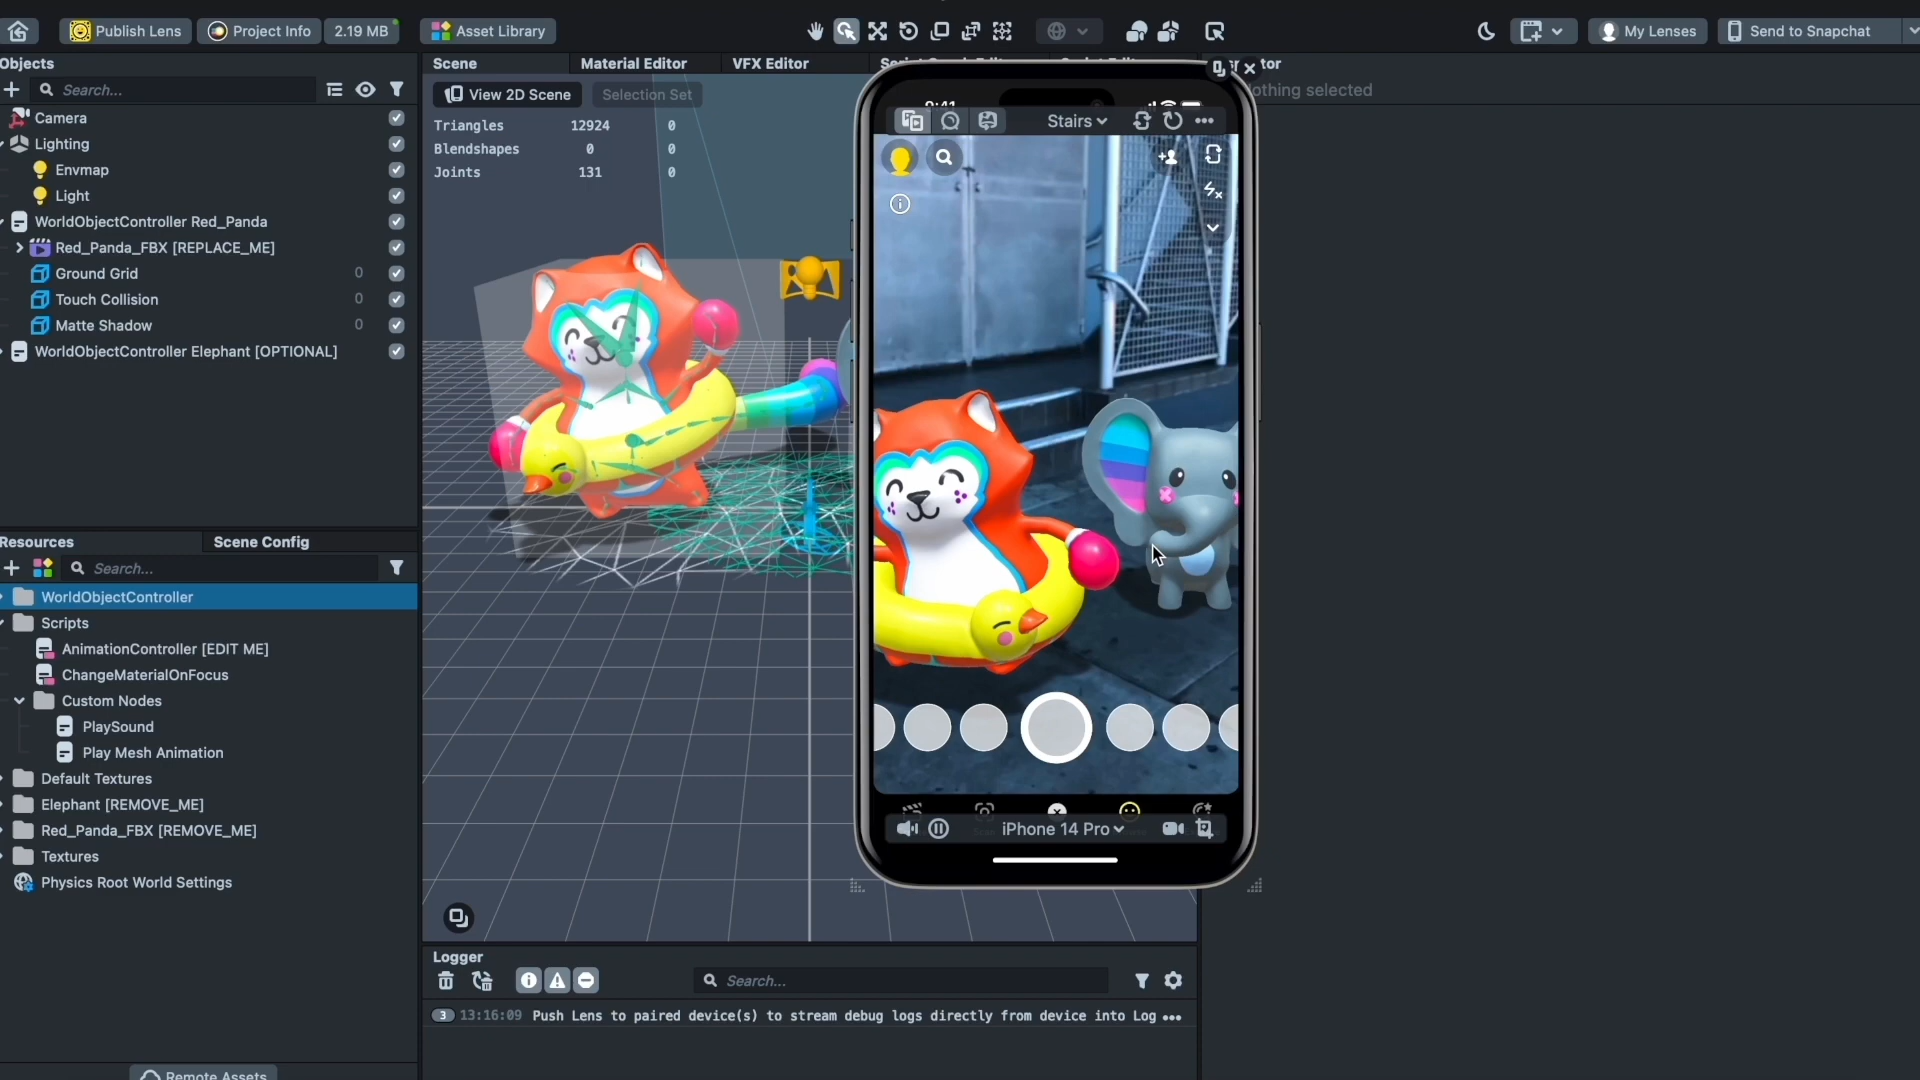 Publish Lens
Project Info
2.19 MB
Asset Library
My Lenses
Send to Snapchat
Objects
Search...
Camera
Lighting
Envmap
Light
WorldObjectController Red_Panda
Red_Panda_FBX [REPLACE_ME]
Ground Grid 0
Touch Collision 0
Matte Shadow 0
WorldObjectController Elephant [OPTIONAL]
Resources
Scene Config
Search...
WorldObjectController
Scripts
AnimationController [EDIT ME]
ChangeMaterialOnFocus
Custom Nodes
PlaySound
Play Mesh Animation
Default Textures
Elephant [REMOVE_ME]
Red_Panda_FBX [REMOVE_ME]
Textures
Physics Root World Settings
Remote Assets
Scene
Material Editor
VFX Editor
View 2D Scene
Selection Set
Triangles 12924 0
Blendshapes 0 0
Joints 131 0
9:41
Stairs
iPhone 14 Pro
Nothing selected
Logger
Search...
3 13:16:09 Push Lens to paired device(s) to stream debug logs directly from device into Log